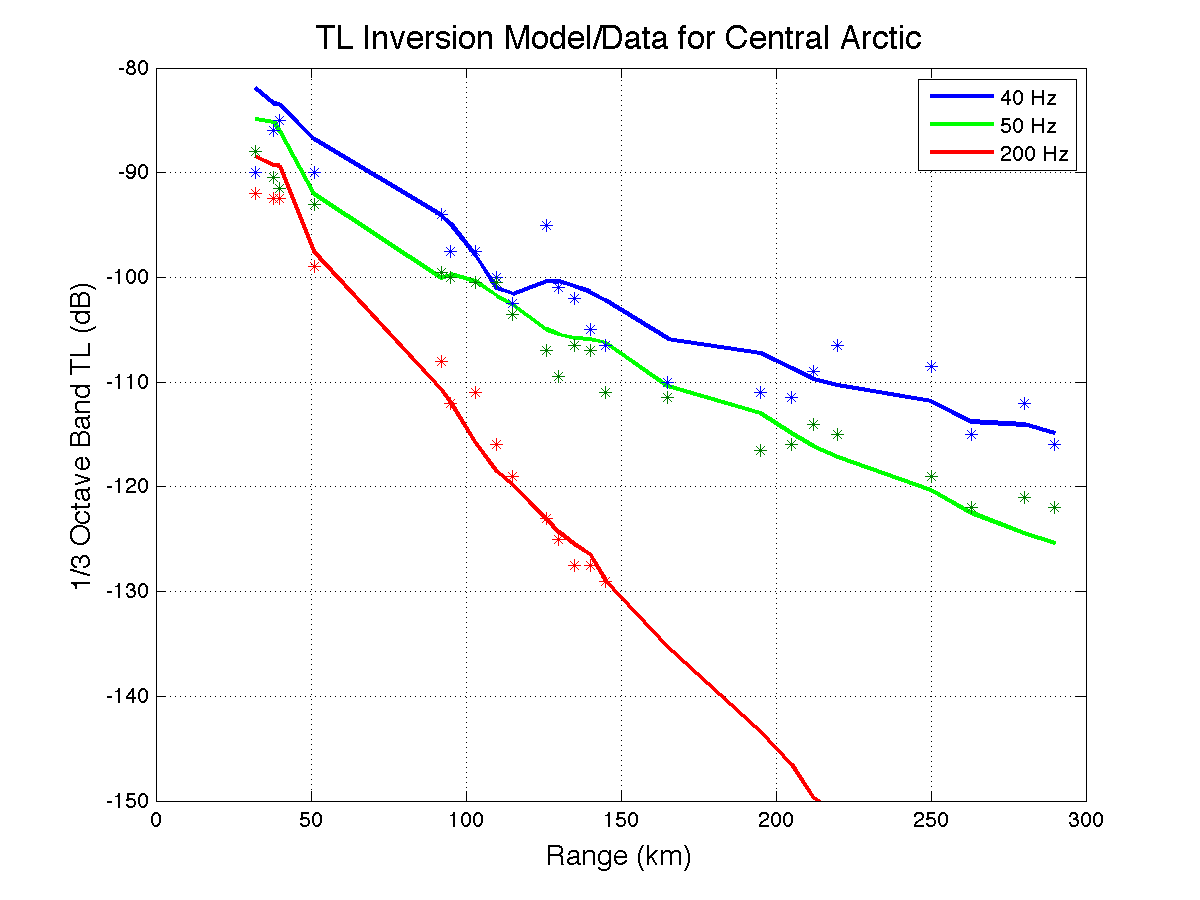 TL Inversion Model/Data for Central Arctic
-80
-90
-100
-110
-120
-130
-140
-150
1/3 Octave Band TL (dB)
40 Hz
50 Hz
200 Hz
0 50 100 150 200 250 300
Range (km)